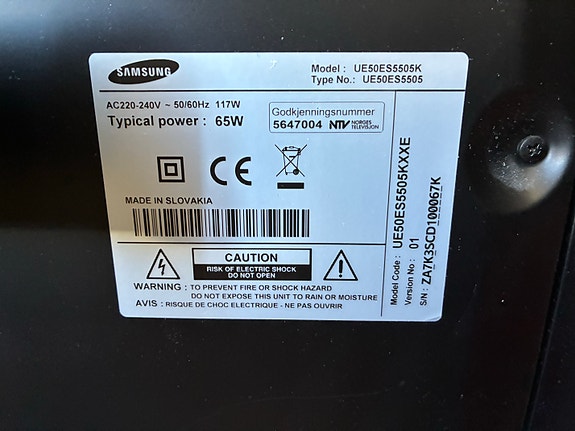 SAMSUNG
Model : UE50ES5505K
Type No.: UE50ES5505
AC220-240V ~ 50/60Hz 117W
Typical power : 65W
Godkjenningsnummer
5647004 NTV NORGES TELEVISJON
CE
MADE IN SLOVAKIA
CAUTION
RISK OF ELECTRIC SHOCK
DO NOT OPEN
WARNING : TO PREVENT FIRE OR SHOCK HAZARD
DO NOT EXPOSE THIS UNIT TO RAIN OR MOISTURE
AVIS : RISQUE DE CHOC ELECTRIQUE - NE PAS OUVRIR
Model Code : UE50ES5505KXXE
Version No : 01
S/N : ZA7K3SCD100067K